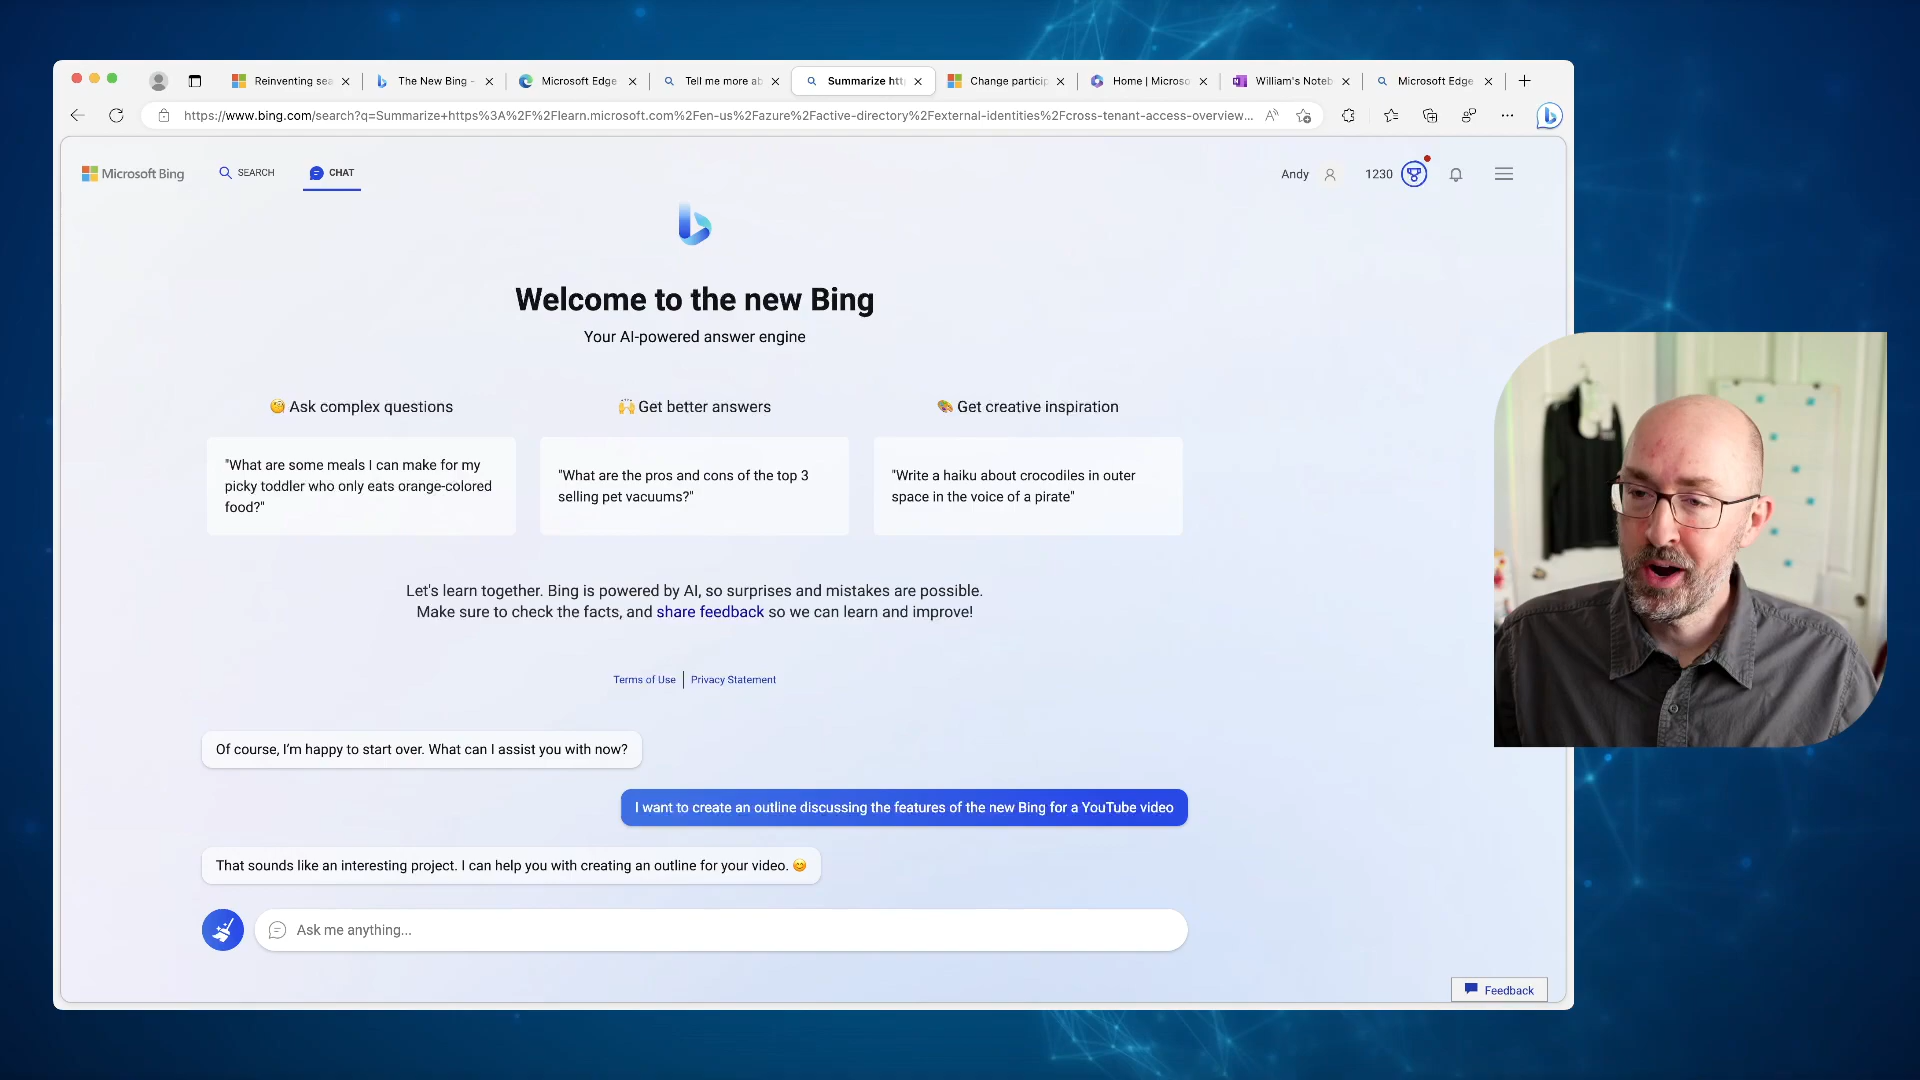 Reinventing sea
The New Bing -
Microsoft Edge
Tell me more ab
Summarize htt
Change particip
Home | Microso
William's Noteb
Microsoft Edge
https://www.bing.com/search?q=Summarize+https%3A%2F%2Flearn.microsoft.com%2Fen-us%2Fazure%2Factive-directory%2Fexternal-identities%2Fcross-tenant-access-overview...
Microsoft Bing
SEARCH
CHAT
Andy
1230
Welcome to the new Bing
Your AI-powered answer engine
🧐 Ask complex questions
🙌 Get better answers
🎨 Get creative inspiration
"What are some meals I can make for my
picky toddler who only eats orange-colored
food?"
"What are the pros and cons of the top 3
selling pet vacuums?"
"Write a haiku about crocodiles in outer
space in the voice of a pirate"
Let's learn together. Bing is powered by AI, so surprises and mistakes are possible.
Make sure to check the facts, and share feedback so we can learn and improve!
Terms of Use | Privacy Statement
Of course, I'm happy to start over. What can I assist you with now?
I want to create an outline discussing the features of the new Bing for a YouTube video
That sounds like an interesting project. I can help you with creating an outline for your video. 😊
Ask me anything...
Feedback